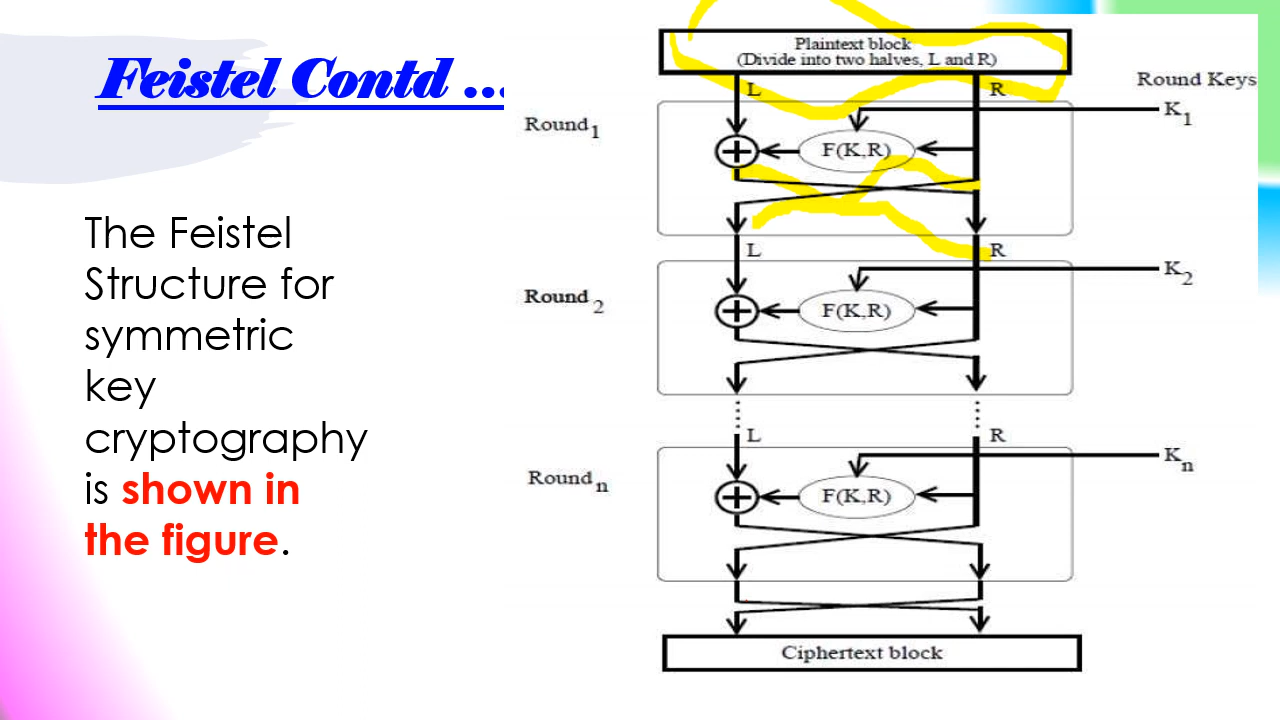 Feistel Contd ...
The Feistel
Structure for
symmetric
key
cryptography
is shown in
the figure.
Plaintext block
(Divide into two halves, L and R)
Round Keys
L R
K1
Round1
F(K,R)
L R
K2
Round2
F(K,R)
L R
Kn
Roundn
F(K,R)
Ciphertext block